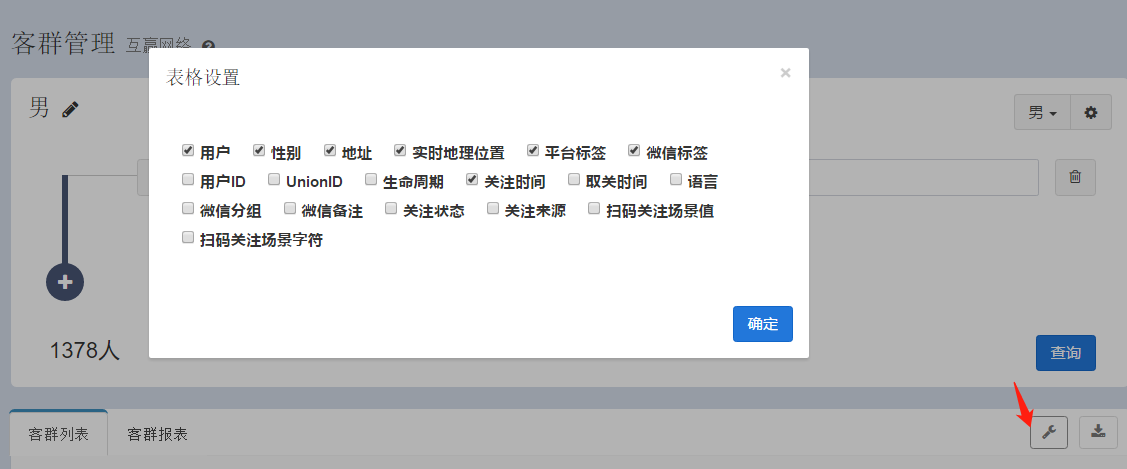 客群管理 互赢网络
表格设置 ×
男
男
用户 性别 地址 实时地理位置 平台标签 微信标签
用户ID UnionID 生命周期 关注时间 取关时间 语言
微信分组 微信备注 关注状态 关注来源 扫码关注场景值
扫码关注场景字符
确定
1378人
查询
客群列表 客群报表